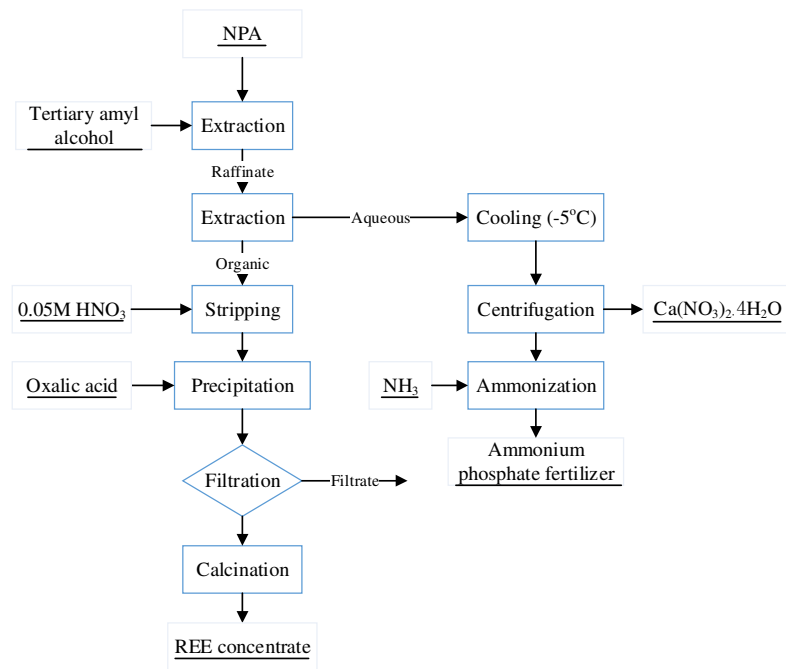 NPA
Tertiary amyl
alcohol
Extraction
Raffinate
Extraction
Aqueous
Cooling (-5°C)
Organic
0.05M HNO₃
Stripping
Centrifugation
Ca(NO₃)₂.4H₂O
Oxalic acid
Precipitation
NH₃
Ammonization
Ammonium
phosphate fertilizer
Filtration
Filtrate
Calcination
REE concentrate